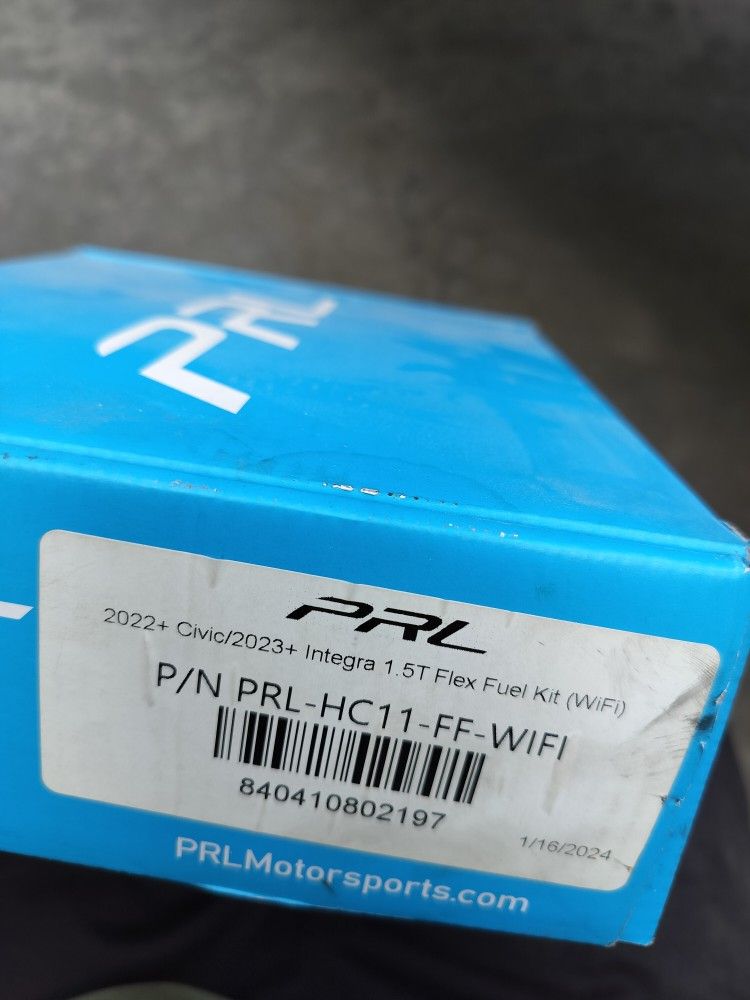 PRL
PRL
2022+ Civic/2023+ Integra 1.5T Flex Fuel Kit (WiFi)
P/N PRL-HC11-FF-WIFI
840410802197
1/16/2024
PRLMotorsports.com